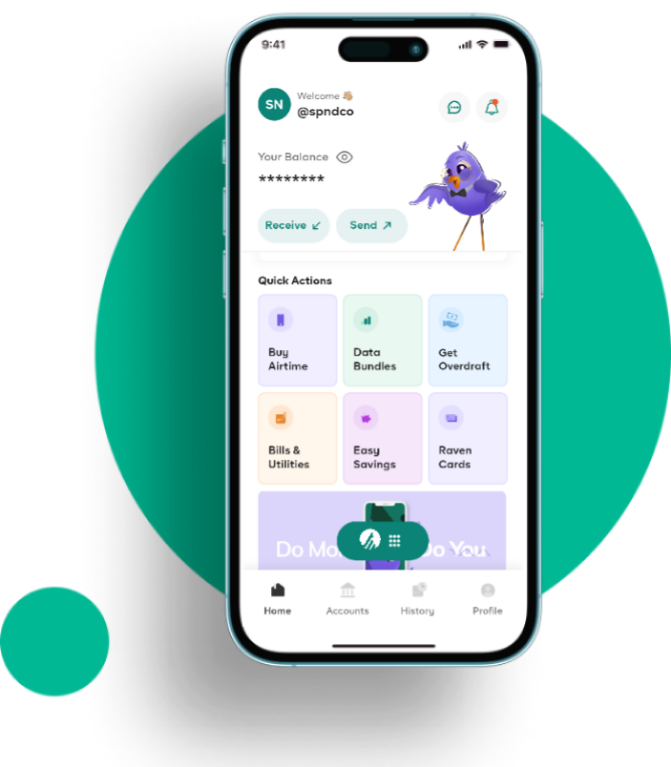 9:41
SN
Welcome 👋🏼
@spndco
Your Balance
********
Receive ↙
Send ↗
Quick Actions
Buy
Airtime
Data
Bundles
Get
Overdraft
Bills &
Utilities
Easy
Savings
Raven
Cards
Do Mo
Do You
Home
Accounts
History
Profile